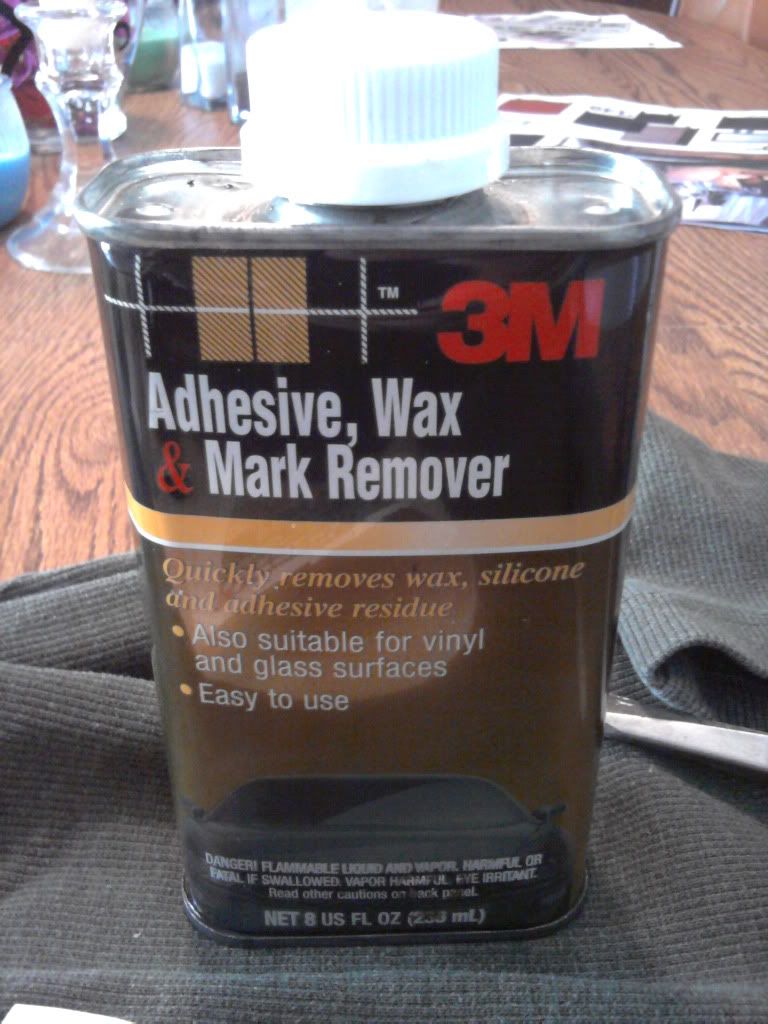 TM
3M
Adhesive, Wax
& Mark Remover
Quickly removes wax, silicone
and adhesive residue
• Also suitable for vinyl
and glass surfaces
• Easy to use
DANGER! FLAMMABLE LIQUID AND VAPOR. HARMFUL OR
FATAL IF SWALLOWED. VAPOR HARMFUL. EYE IRRITANT.
Read other cautions on back panel.
NET 8 US FL OZ (236 mL)